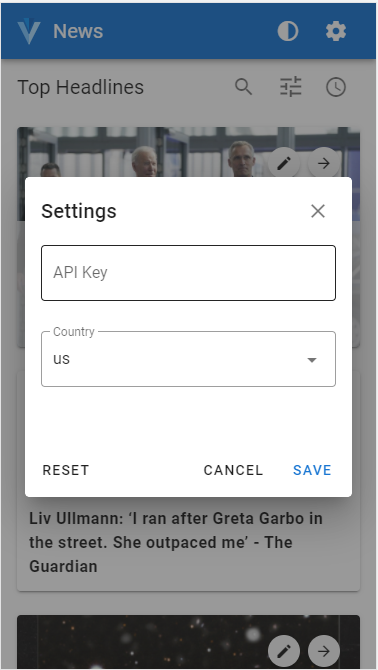 News
Top Headlines
Settings
API Key
Country
us
RESET CANCEL SAVE
Liv Ullmann: ‘I ran after Greta Garbo in
the street. She outpaced me’ - The
Guardian